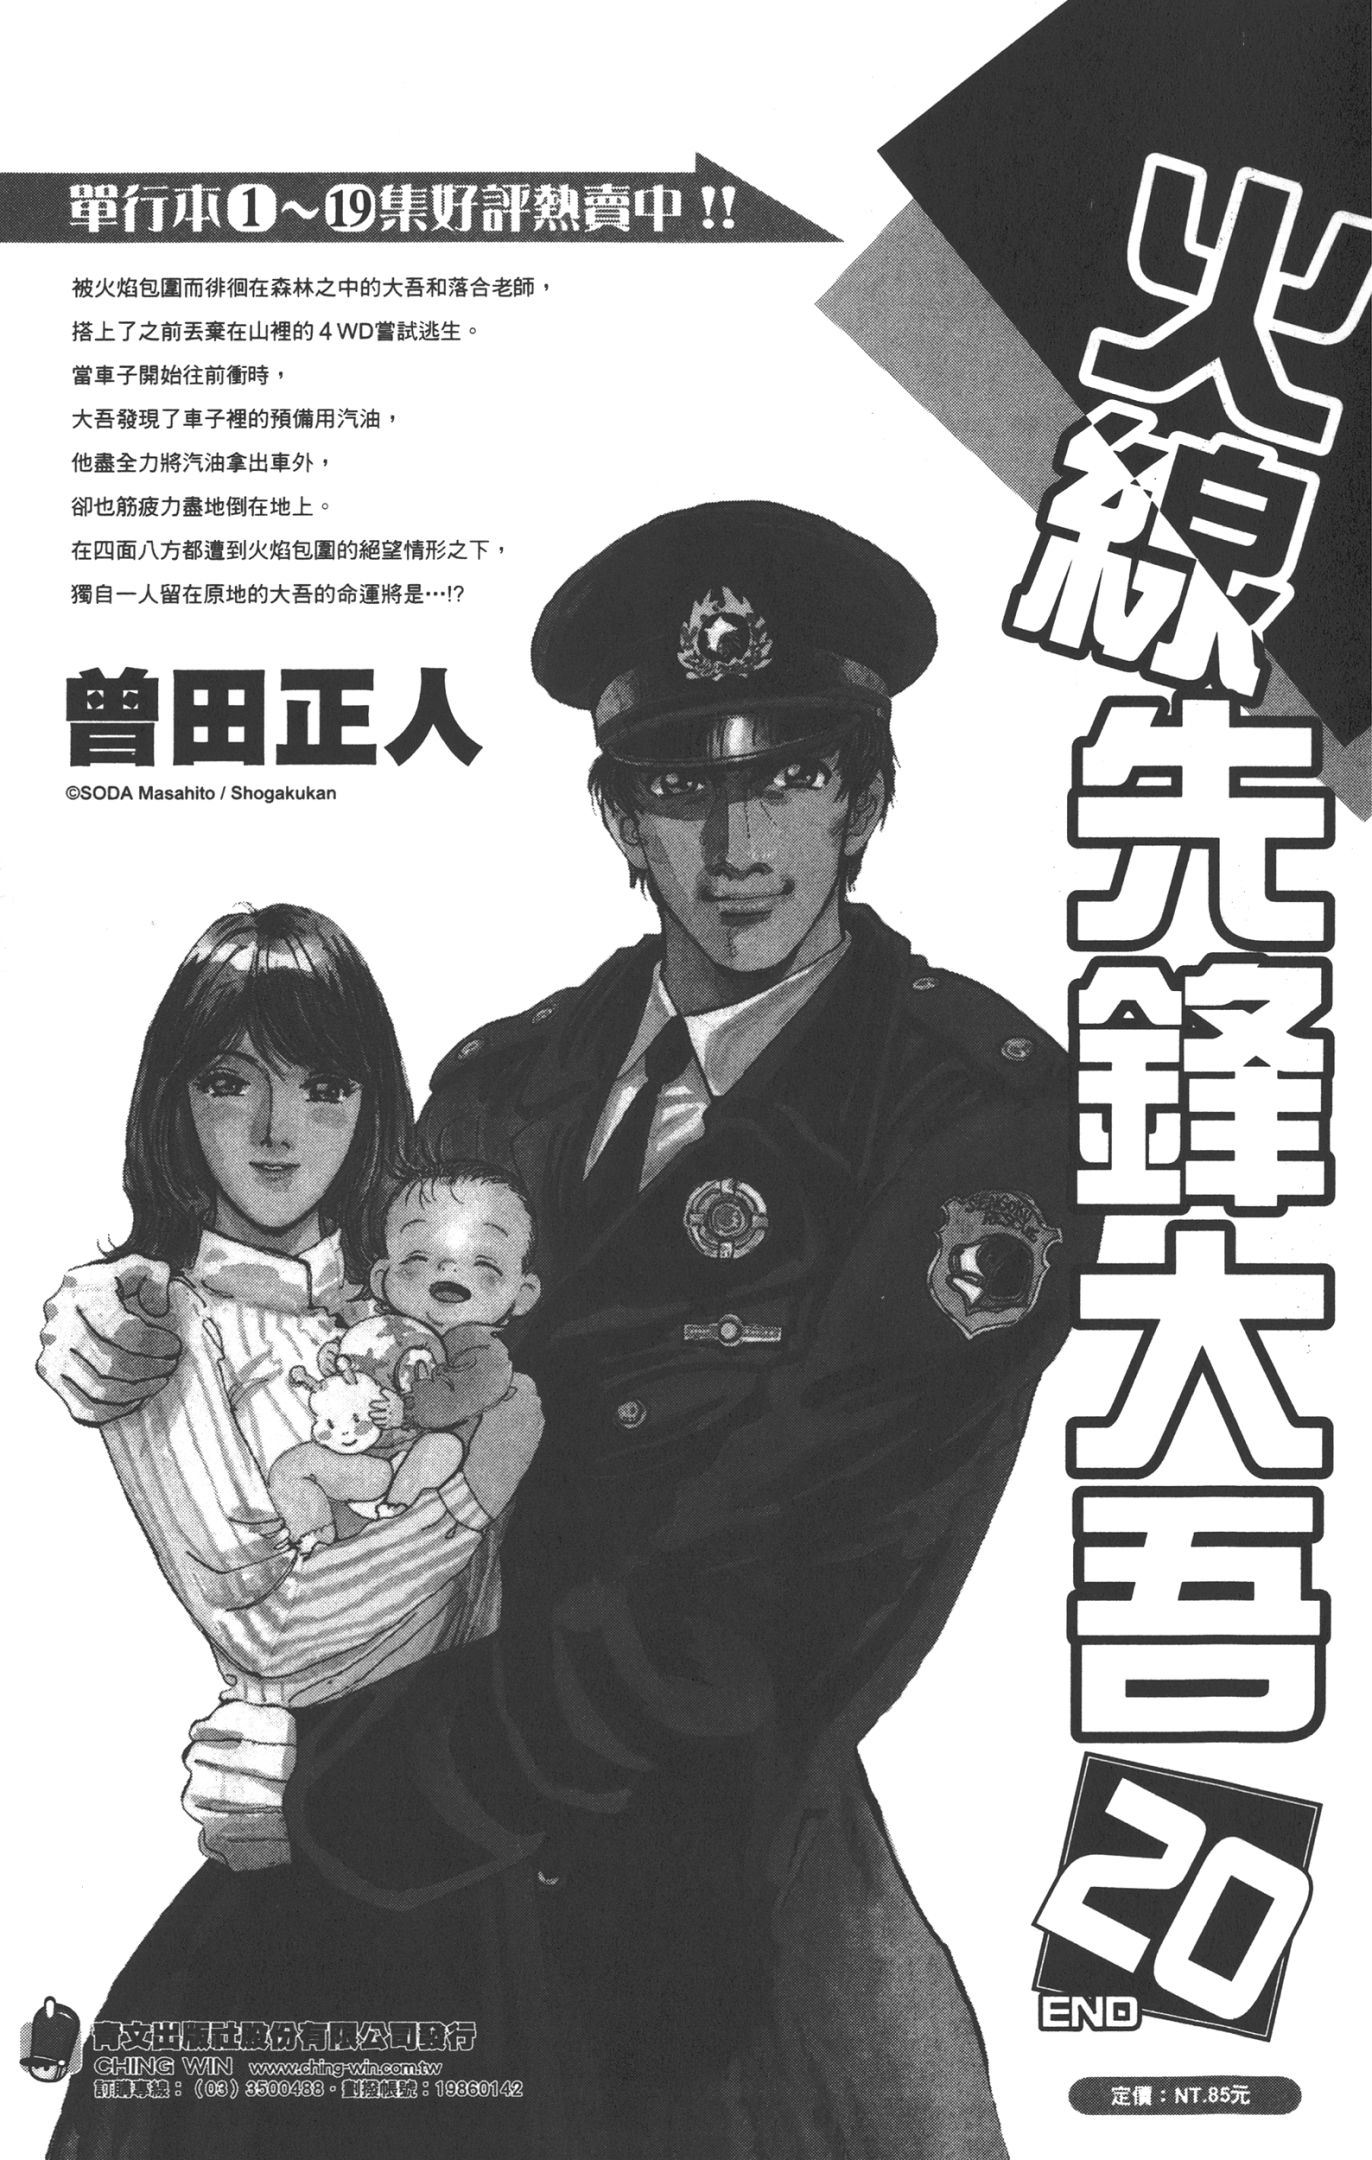 火線先鋒大吾
20
END
單行本1～19集好評熱賣中!!
被火焰包圍而徘徊在森林之中的大吾和落合老師，
搭上了之前丟棄在山裡的4WD嘗試逃生。
當車子開始往前衝時，
大吾發現了車子裡的預備用汽油，
他盡全力將汽油拿出車外，
卻也筋疲力盡地倒在地上。
在四面八方都遭到火焰包圍的絕望情形之下，
獨自一人留在原地的大吾的命運將是…!?
曾田正人
©SODA Masahito / Shogakukan
青文出版社股份有限公司發行
CHING WIN www.ching-win.com.tw
訂購專線：（03）3500488・劃撥帳號：19860142
定價：NT.85元